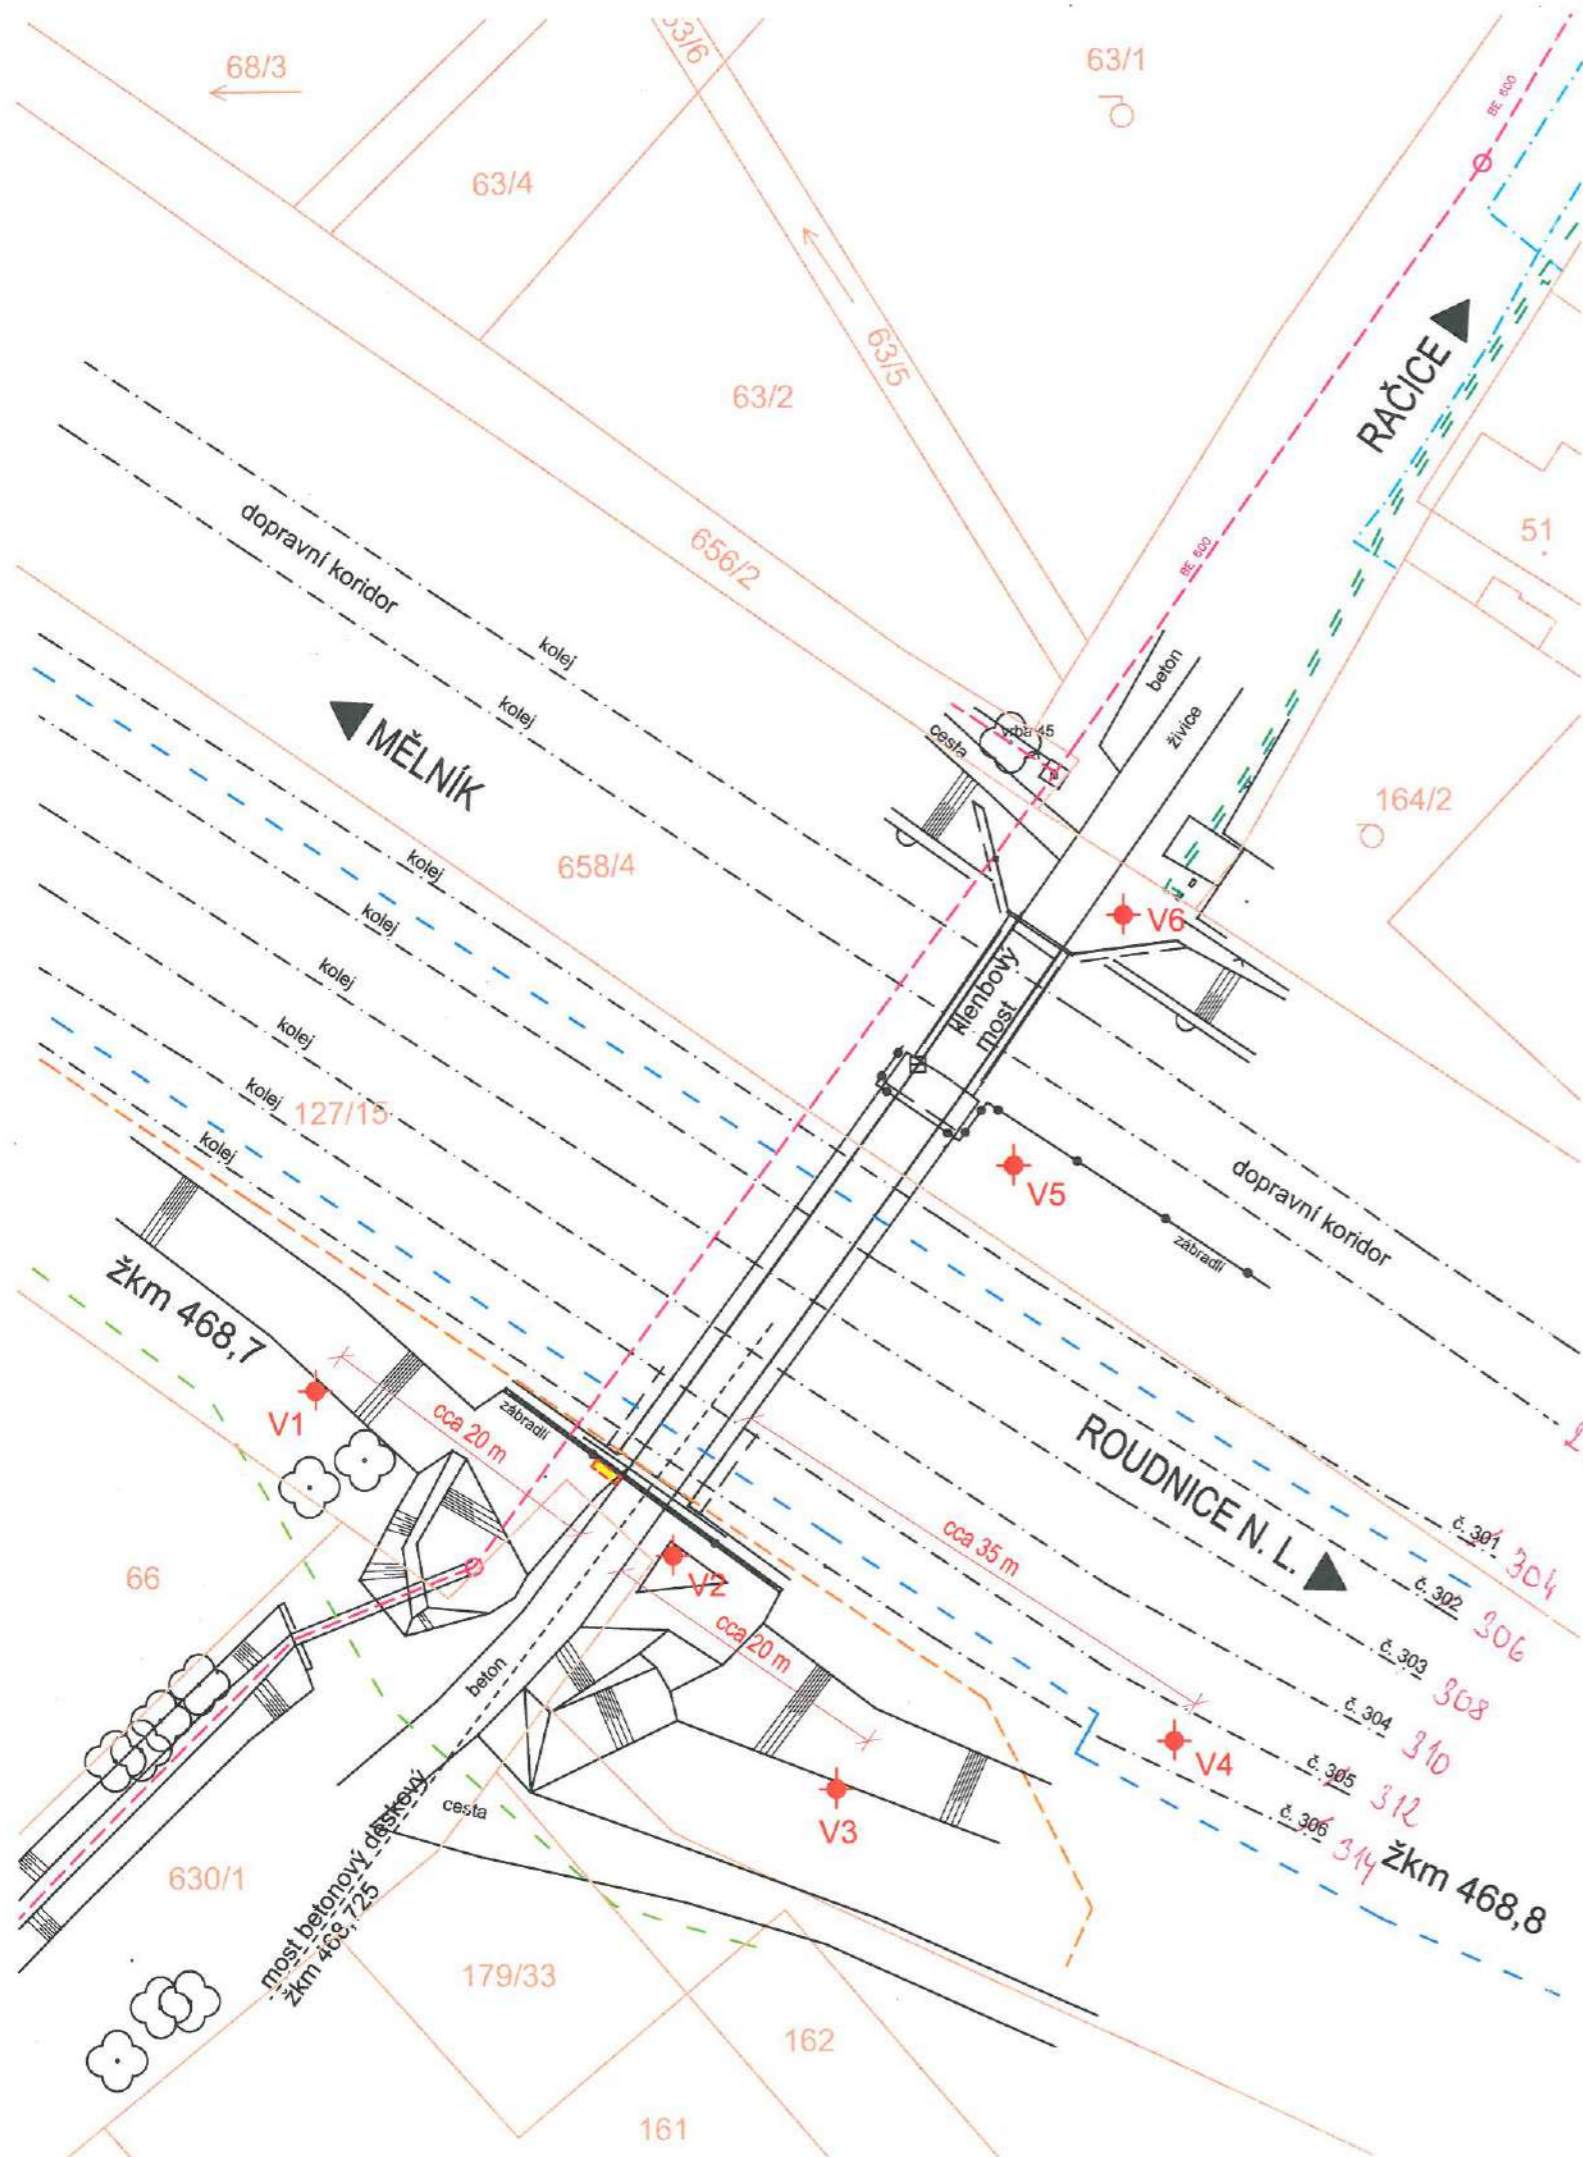 63/6
68/3
63/1
BE 600
63/4
RAČICE
63/5
63/2
51
dopravní koridor
656/2
BE 600
kolej
beton
kolej
MĚLNÍK
živice
vrba 45
cesta
164/2
kolej
658/4
kolej
V6
klenbový
most
kolej
kolej
kolej
127/15
kolej
V5
dopravní koridor
zábradlí
žkm 468,7
V1
cca 20 m
zábradlí
ROUDNICE N. L.
č. 301 304
cca 35 m
66
V2
č. 302 306
cca 20 m
č. 303 308
beton
č. 304 310
V4
č. 305 312
V3
cesta
č. 306 314
žkm 468,8
630/1
most betonový deskový
žkm 468,725
179/33
162
161